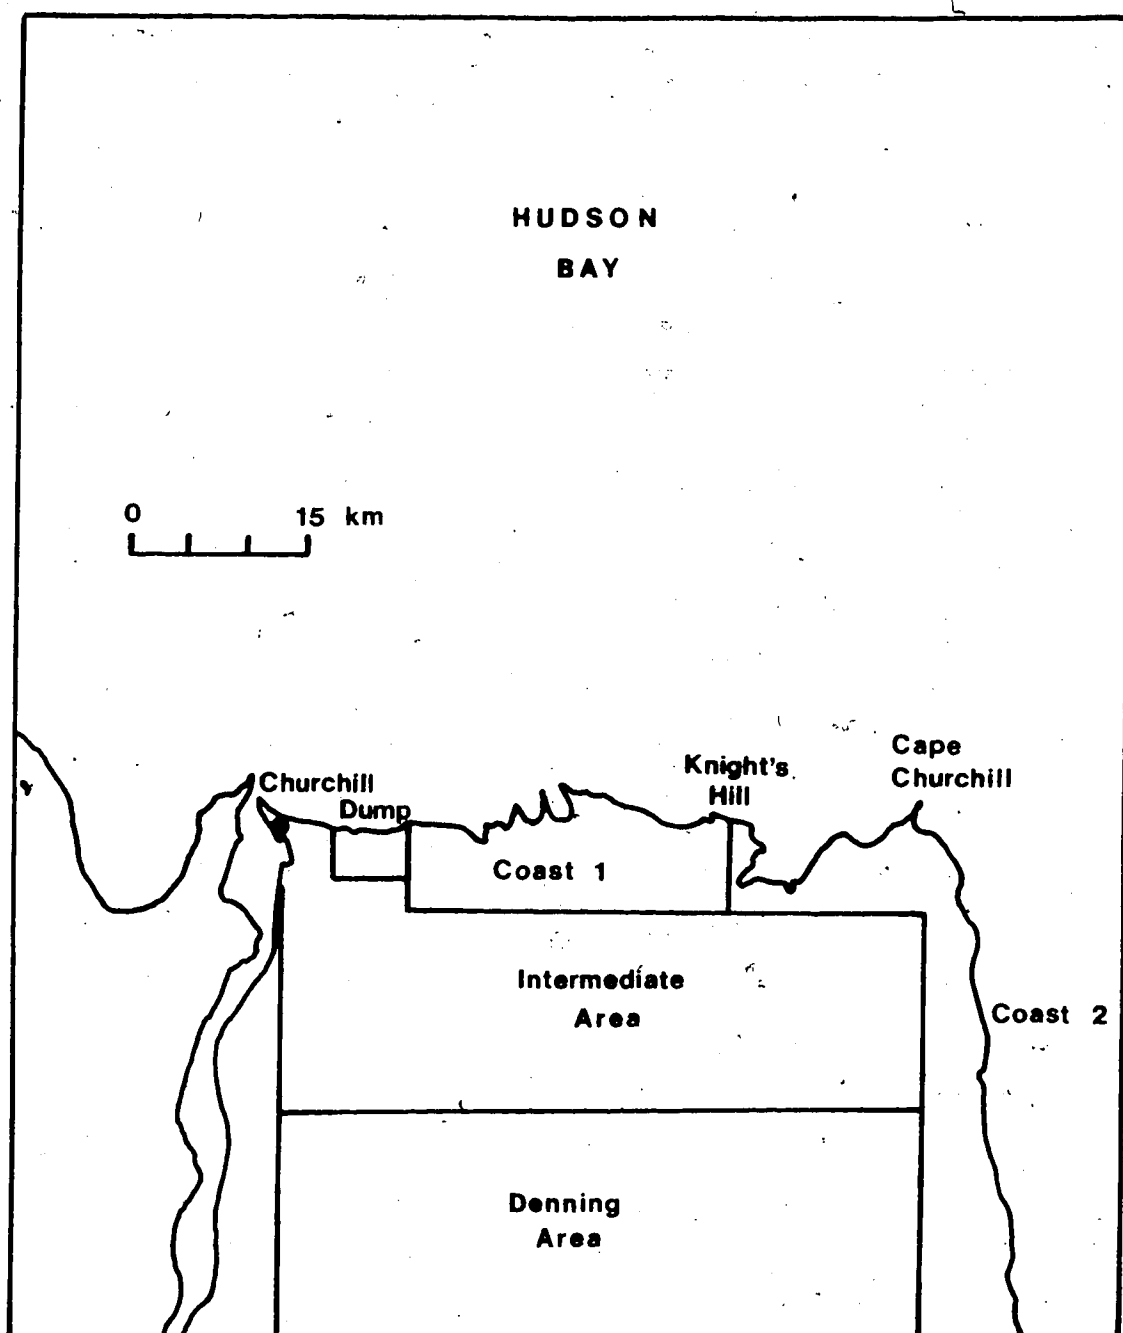 HUDSON
BAY
0 15 km
Cape
Churchill
Knight's
Hill
Churchill
Dump
Coast 1
Intermediate
Area
Coast 2
Denning
Area